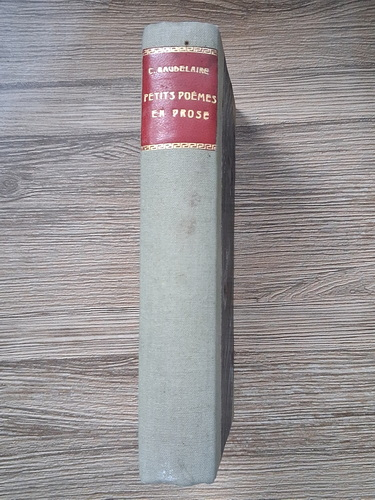 C. BAUDELAIRE
PETITS POÈMES
EN PROSE